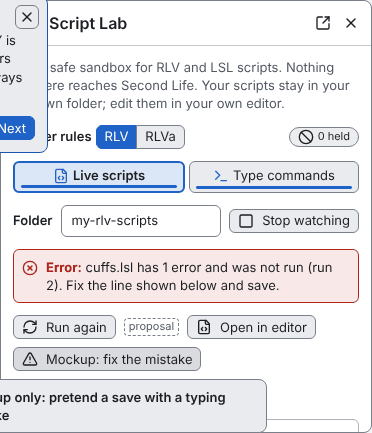 Script Lab
safe sandbox for RLV and LSL scripts. Nothing
ere reaches Second Life. Your scripts stay in your
wn folder; edit them in your own editor.
is
ers
ays
Next
er rules RLV RLVa 0 held
Live scripts Type commands
Folder my-rlv-scripts Stop watching
Error: cuffs.lsl has 1 error and was not run (run
2). Fix the line shown below and save.
Run again proposal Open in editor
Mockup: fix the mistake
up only: pretend a save with a typing
ke